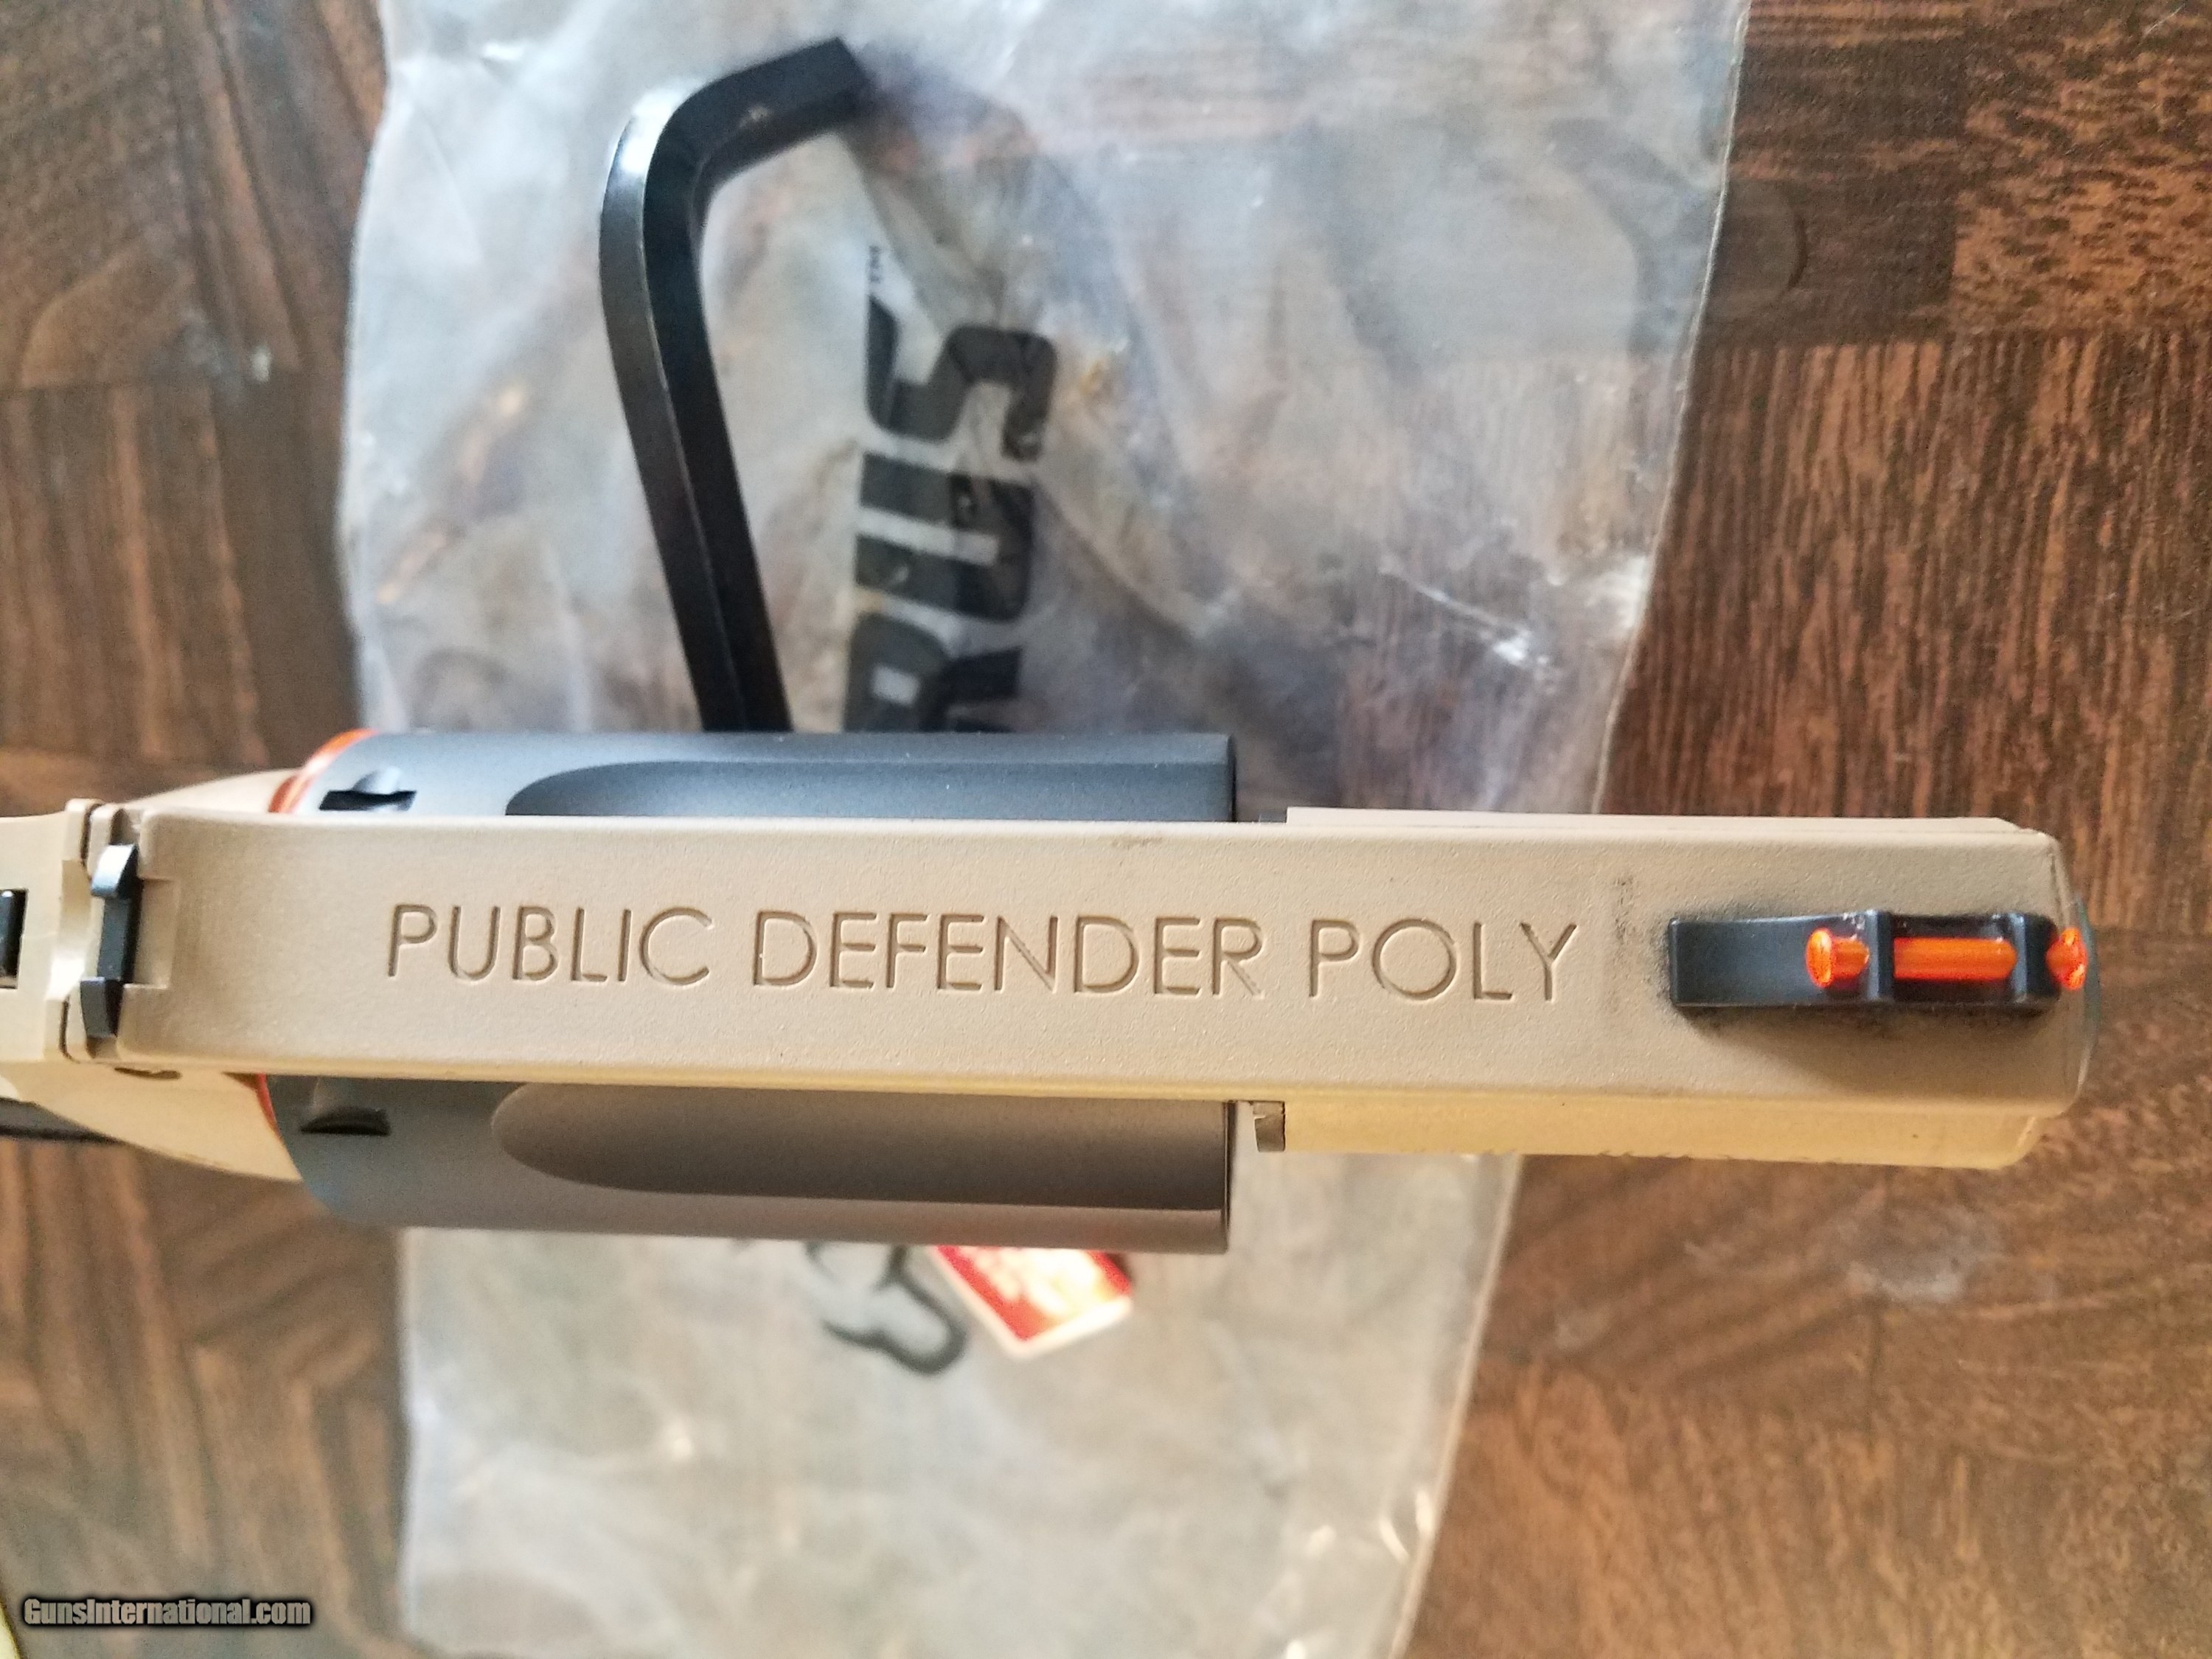 PUBLIC DEFENDER POLY
GunsInternational.com